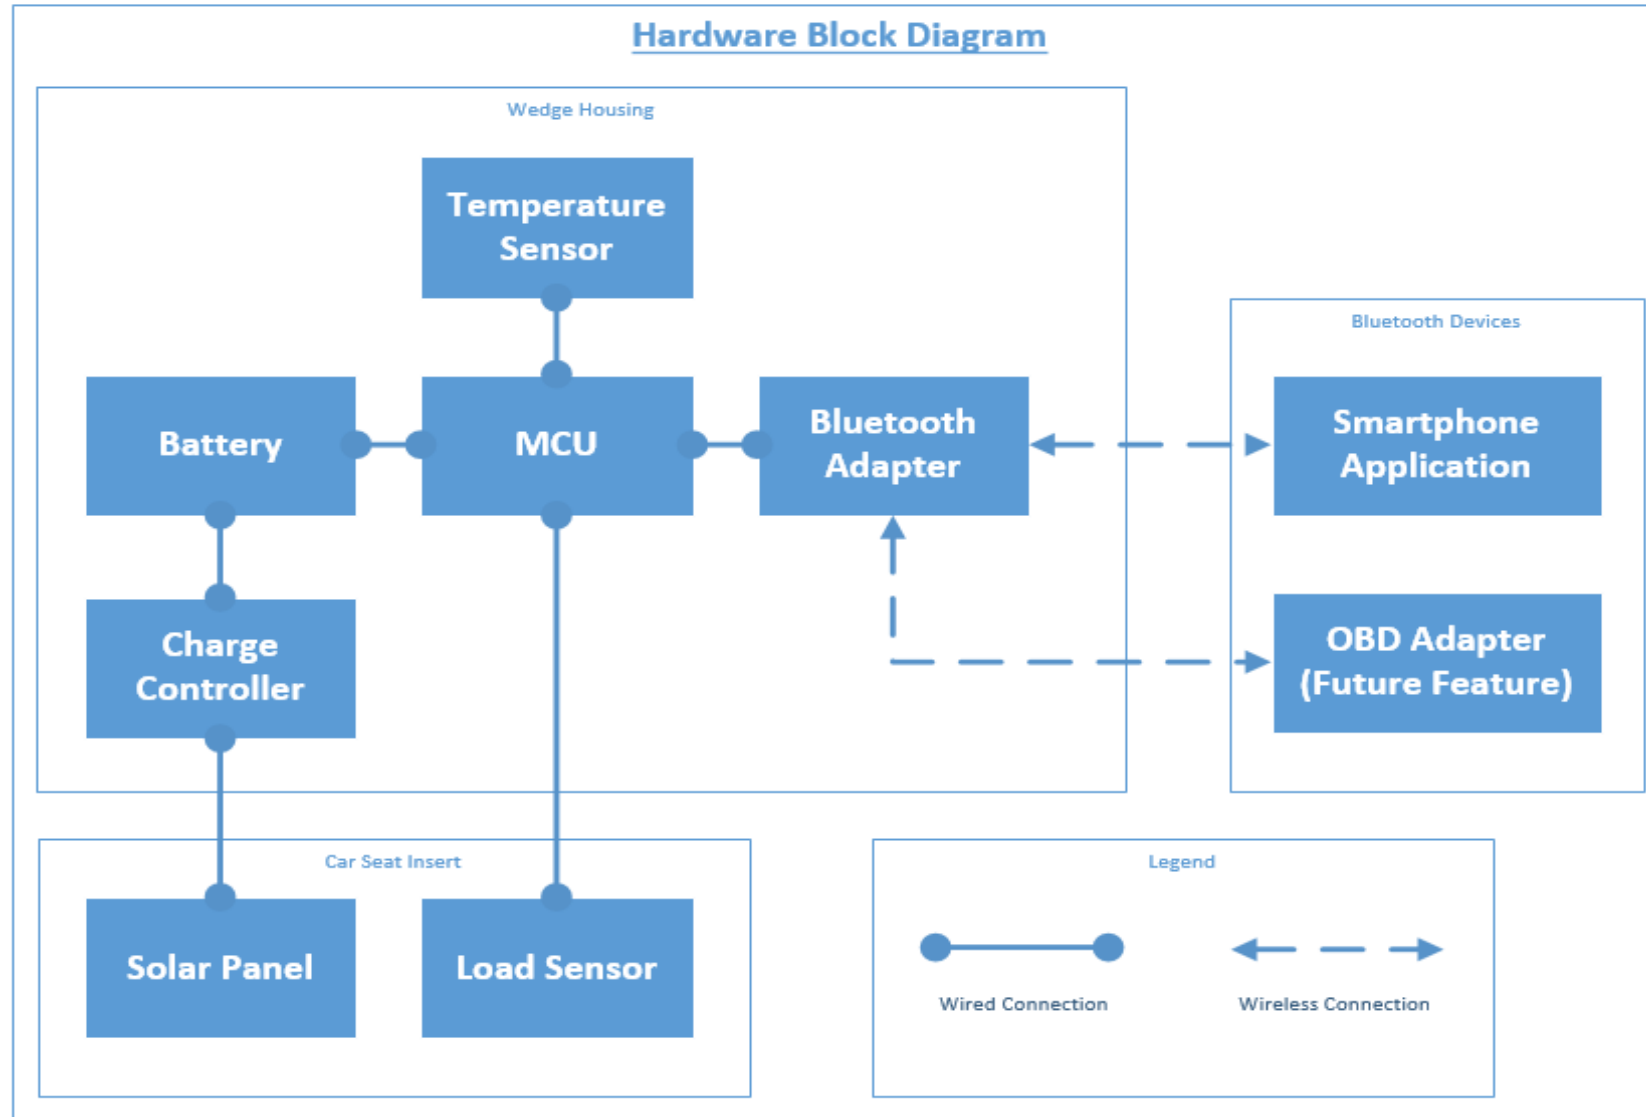 Hardware Block Diagram
Wedge Housing
Temperature
Sensor
Battery
MCU
Bluetooth
Adapter
Charge
Controller
Bluetooth Devices
Smartphone
Application
OBD Adapter
(Future Feature)
Car Seat Insert
Solar Panel
Load Sensor
Legend
Wired Connection
Wireless Connection